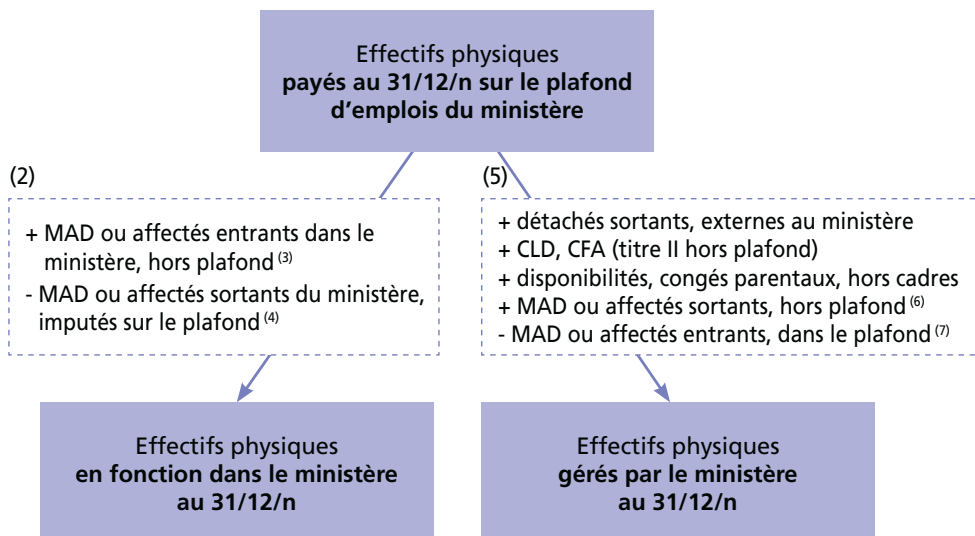 Effectifs physiques
payés au 31/12/n sur le plafond
d'emplois du ministère
(2)
+ MAD ou affectés entrants dans le
ministère, hors plafond (3)
- MAD ou affectés sortants du ministère,
imputés sur le plafond (4)
(5)
+ détachés sortants, externes au ministère
+ CLD, CFA (titre II hors plafond)
+ disponibilités, congés parentaux, hors cadres
+ MAD ou affectés sortants, hors plafond (6)
- MAD ou affectés entrants, dans le plafond (7)
Effectifs physiques
en fonction dans le ministère
au 31/12/n
Effectifs physiques
gérés par le ministère
au 31/12/n